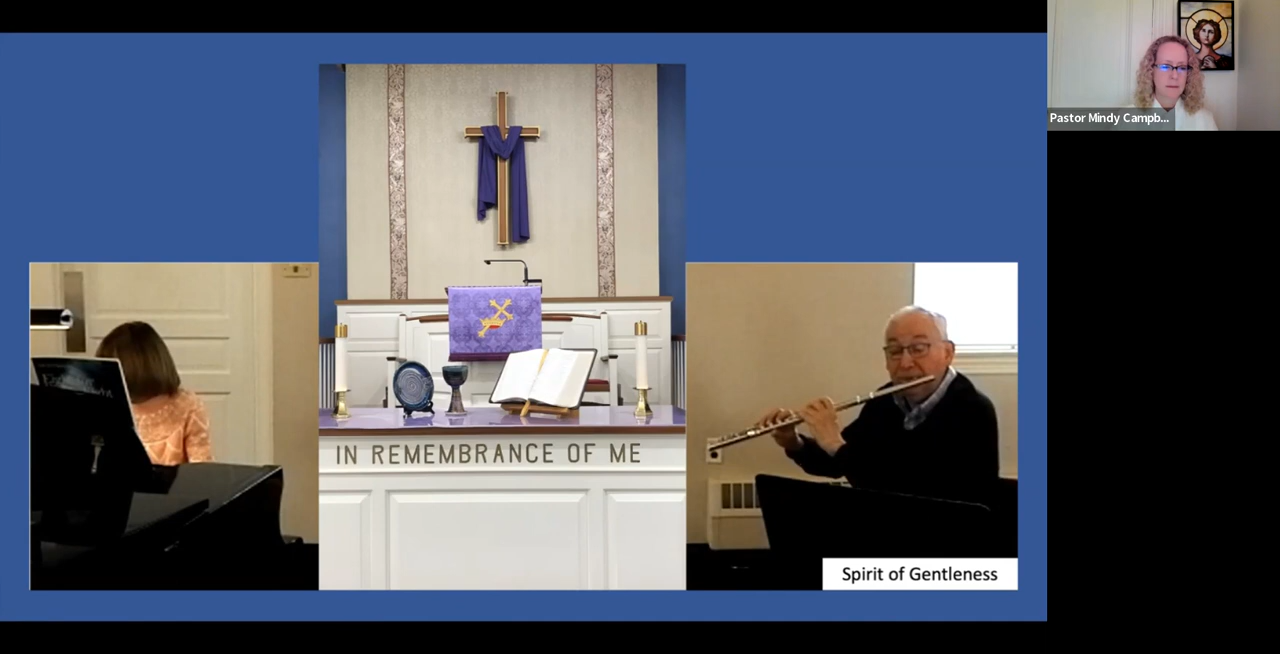 Pastor Mindy Campb...
IN REMEMBRANCE OF ME
Spirit of Gentleness